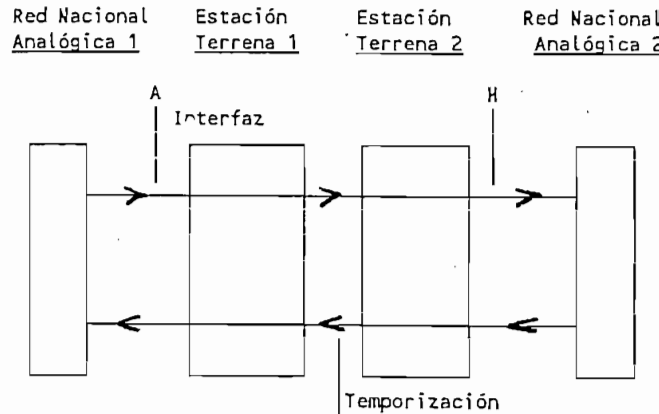 Red Nacional Estación Estación Red Nacional
Analógica 1 Terrena 1 Terrena 2 Analógica 2
A H
Interfaz
Temporización